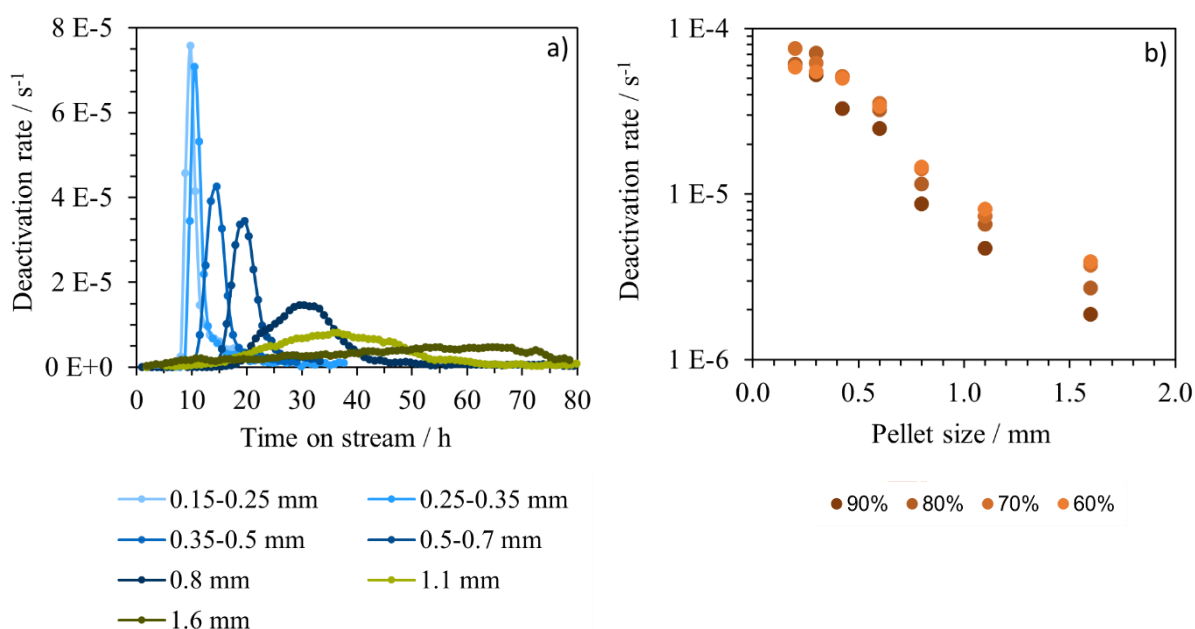 a)
Deactivation rate / s⁻¹
8 E-5
6 E-5
4 E-5
2 E-5
0 E+0
0 10 20 30 40 50 60 70 80
Time on stream / h
0.15-0.25 mm 0.25-0.35 mm
0.35-0.5 mm 0.5-0.7 mm
0.8 mm 1.1 mm
1.6 mm
b)
Deactivation rate / s⁻¹
1 E-4
1 E-5
1 E-6
0.0 0.5 1.0 1.5 2.0
Pellet size / mm
90% 80% 70% 60%